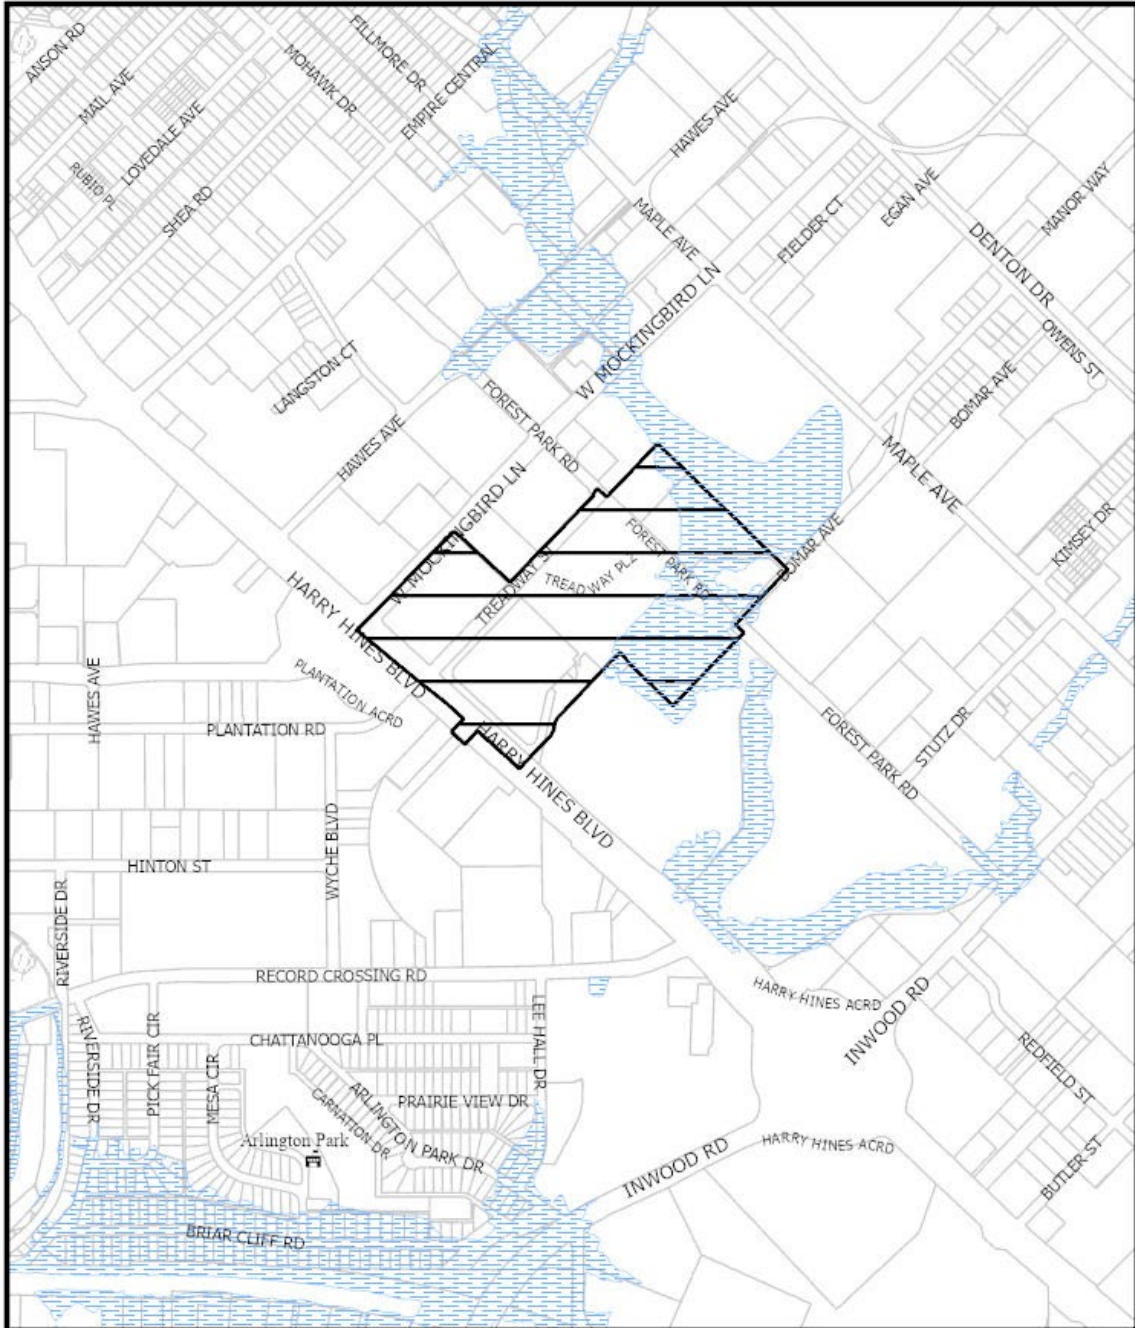 ANSON RD
MAIL AVE
RUBIO PL
LOVEDALE AVE
SHEA RD
MOHAWK DR
FILLMORE DR
EMPIRE CENTRAL
HAWES AVE
MAPLE AVE
FIELDER CT
EGAN AVE
MANOR WAY
DENTON DR
OWENS ST
BOMAR AVE
W MOCKINGBIRD LN
LANGSTON CT
FOREST PARK RD
HAWES AVE
MAPLE AVE
KIMSEY DR
W MOCKINGBIRD LN
FOREST PARK RD
BOMAR AVE
TREADWAY ST
TREADWAY PLZ
HARRY HINES BLVD
PLANTATION ACRD
HAWES AVE
PLANTATION RD
HARRY HINES BLVD
FOREST PARK RD
STUTZ DR
WYCHE BLVD
HINTON ST
RIVERSIDE DR
RECORD CROSSING RD
HARRY HINES ACRD
INWOOD RD
LEE HALL DR
RIVERSIDE DR
PICK FAIR CIR
MESA CIR
CHATTANOOGA PL
ARLINGTON PARK DR
CARNATION DR
PRAIRIE VIEW DR
REDFIELD ST
Arlington Park
INWOOD RD
HARRY HINES ACRD
BUTLER ST
BRIAR CLIFF RD